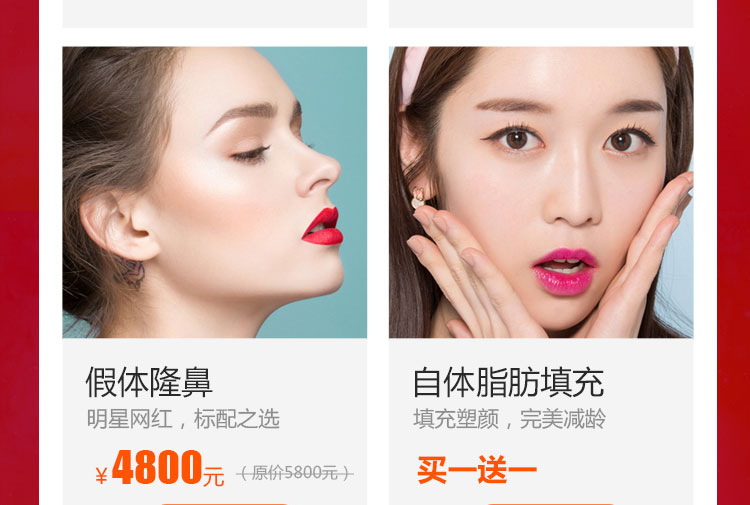 假体隆鼻
明星网红，标配之选
¥4800元（原价5800元）
自体脂肪填充
填充塑颜，完美减龄
买一送一